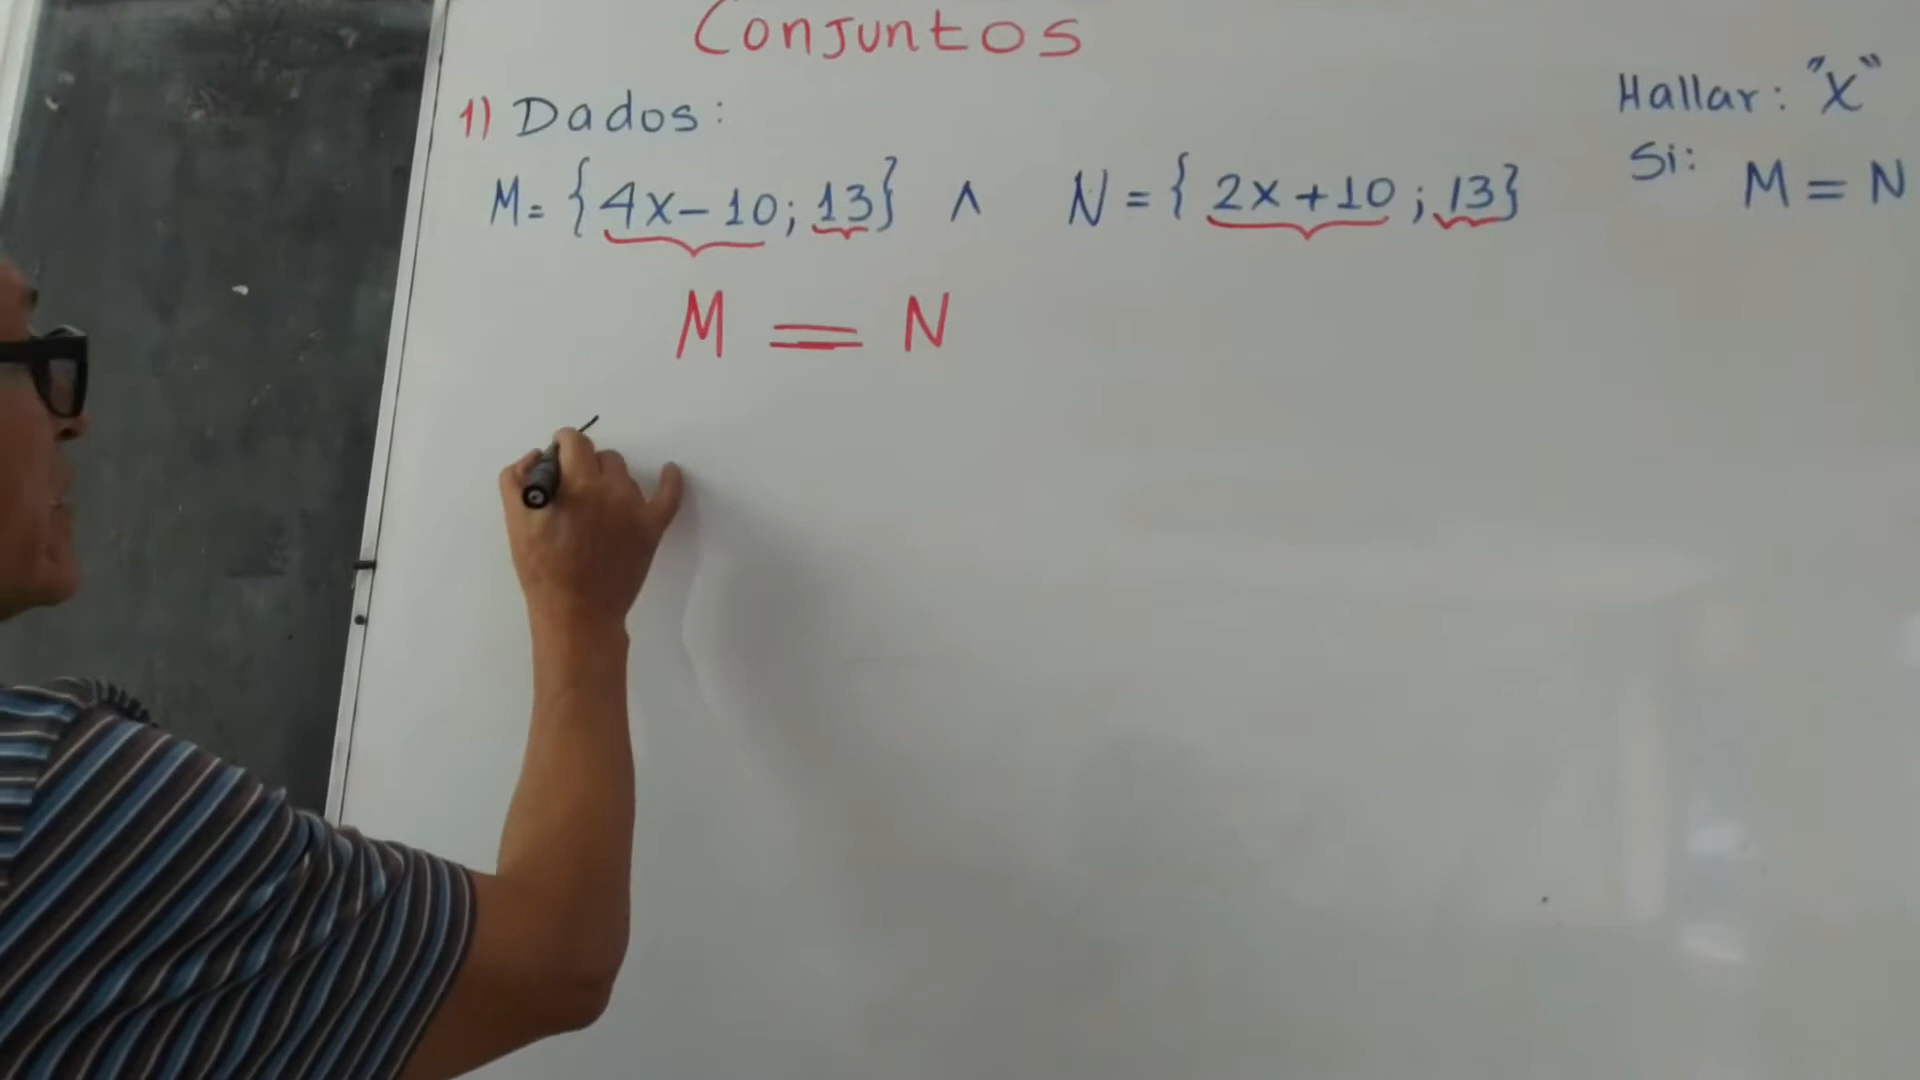 Conjuntos
1) Dados:
M = {4x-10; 13} ∧ N = {2x+10; 13}
Hallar: "X"
Si: M = N
M = N